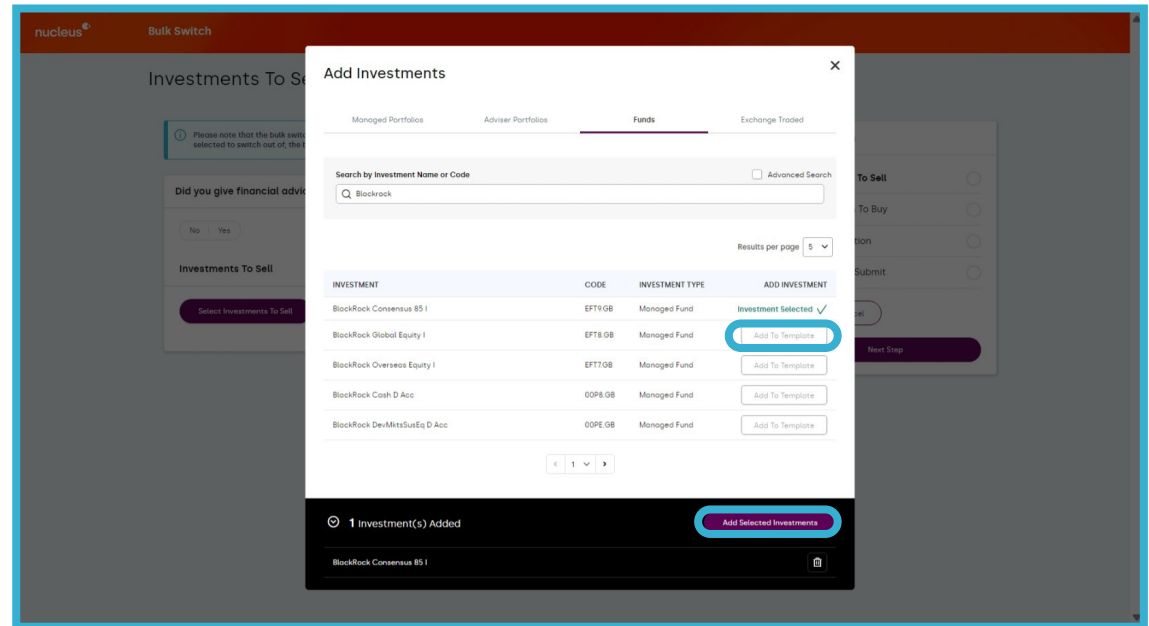 nucleus
Bulk Switch
Investments To Se
Please note that the bulk switc
selected to switch out of, the b
Did you give financial advic
No
Yes
Investments To Sell
Select Investments To Sell
Add Investments
Managed Portfolios
Adviser Portfolios
Funds
Exchange Traded
Search by Investment Name or Code
Advanced Search
Blackrock
Results per page 5
INVESTMENT CODE INVESTMENT TYPE ADD INVESTMENT
BlackRock Consensus 85 I EFT9.GB Managed Fund Investment Selected
BlackRock Global Equity I EFT8.GB Managed Fund Add To Template
BlackRock Overseas Equity I EFT7.GB Managed Fund Add To Template
BlackRock Cash D Acc 00P8.GB Managed Fund Add To Template
BlackRock DevMktsSusEq D Acc 00PE.GB Managed Fund Add To Template
1
1 Investment(s) Added
Add Selected Investments
BlackRock Consensus 85 I
To Sell
To Buy
tion
Submit
cel
Next Step